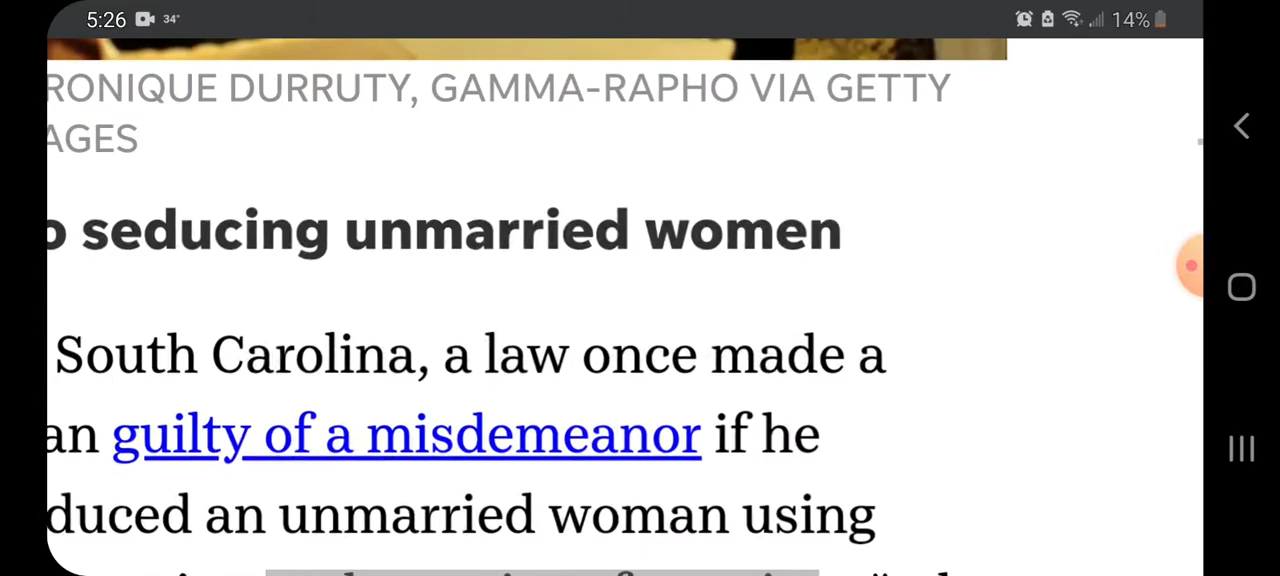 5:26 34°
14%
RONIQUE DURRUTY, GAMMA-RAPHO VIA GETTY
AGES
o seducing unmarried women
South Carolina, a law once made a
an guilty of a misdemeanor if he
duced an unmarried woman using